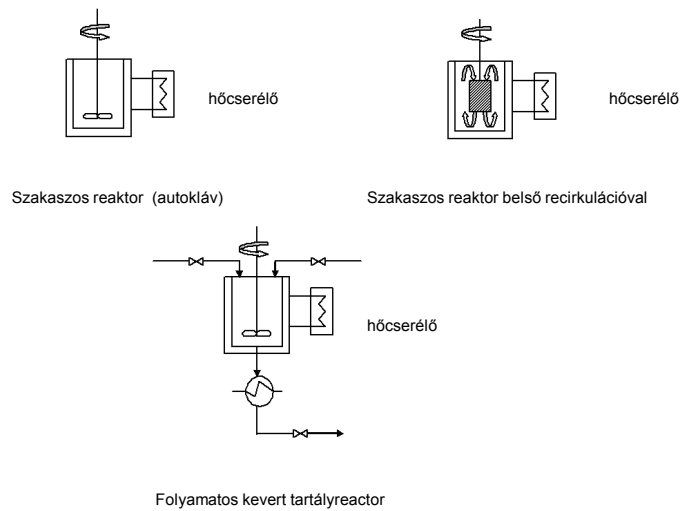 hőcserélő
hőcserélő
Szakaszos reaktor (autokláv)
Szakaszos reaktor belső recirkulációval
hőcserélő
Folyamatos kevert tartályreactor